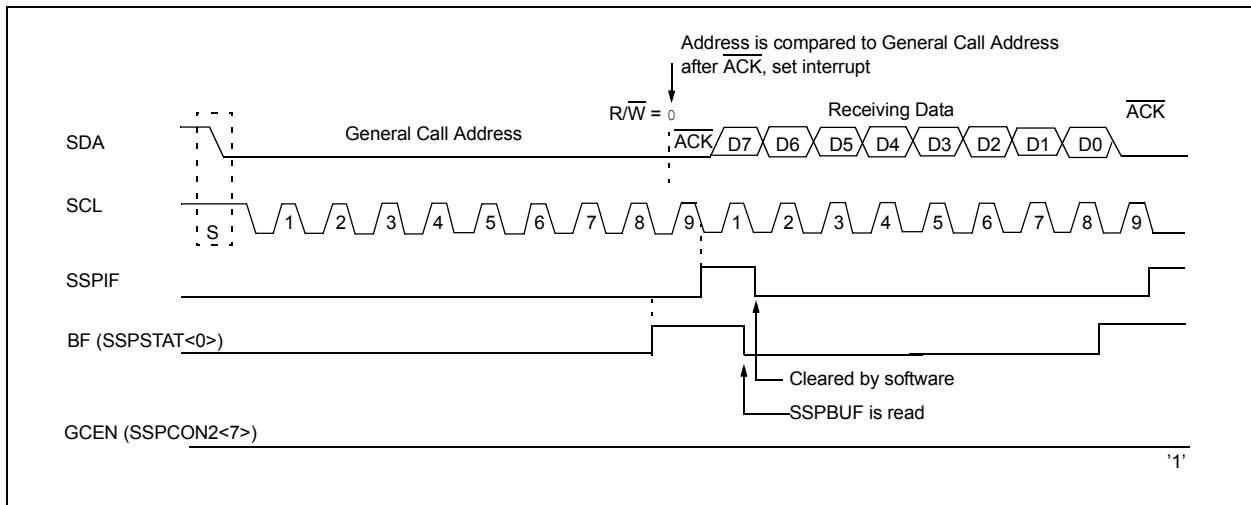 Address is compared to General Call Address
after ACK, set interrupt
R/W = 0
General Call Address
Receiving Data
ACK
SDA
ACK D7 D6 D5 D4 D3 D2 D1 D0
SCL
S
1 2 3 4 5 6 7 8 9 1 2 3 4 5 6 7 8 9
SSPIF
BF (SSPSTAT<0>)
Cleared by software
SSPBUF is read
GCEN (SSPCON2<7>)
'1'